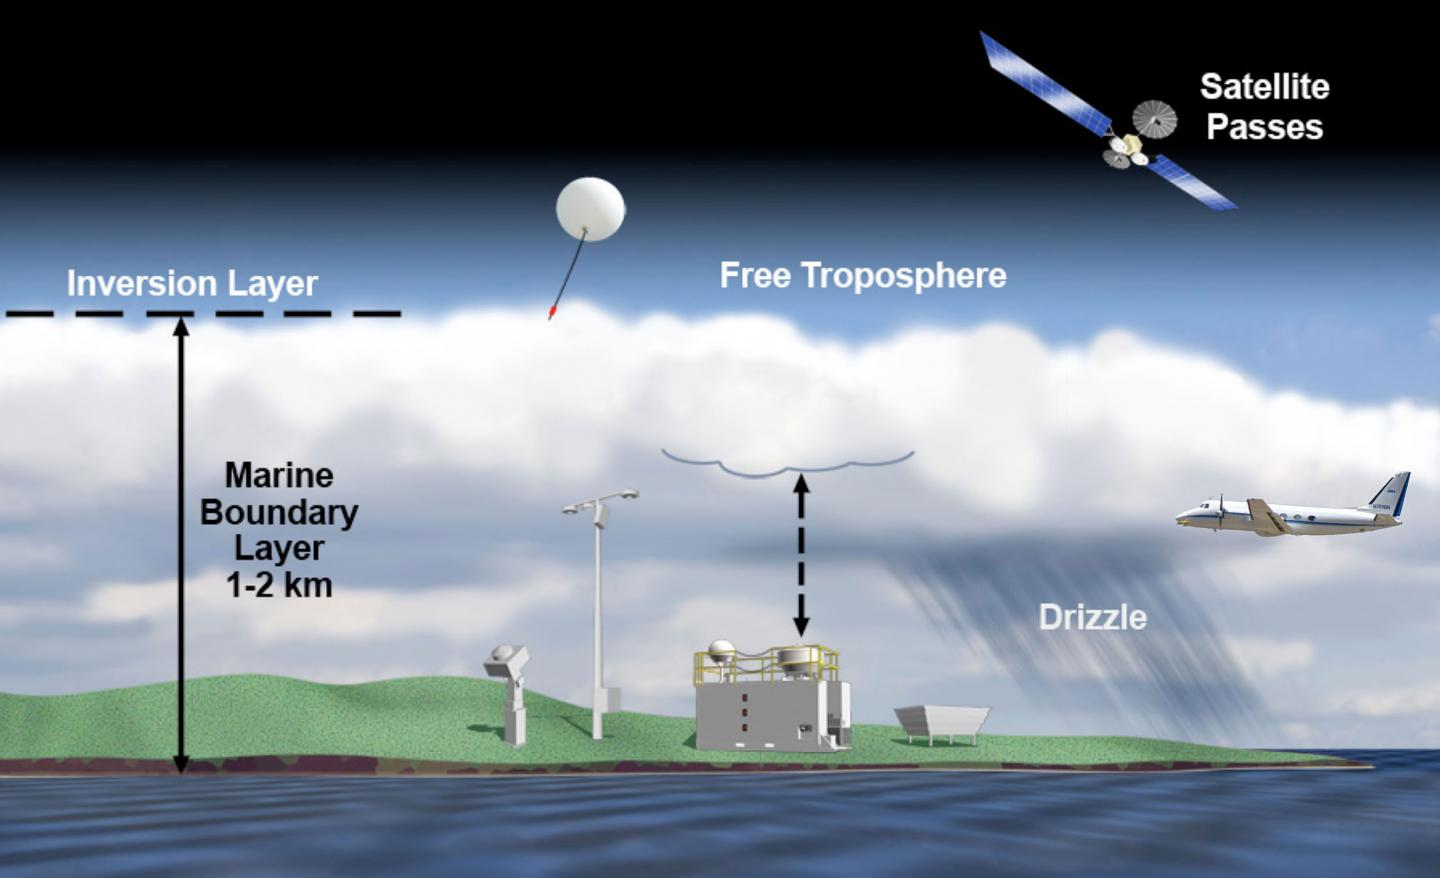 Satellite
Passes
Inversion Layer
Free Troposphere
Marine
Boundary
Layer
1-2 km
Drizzle